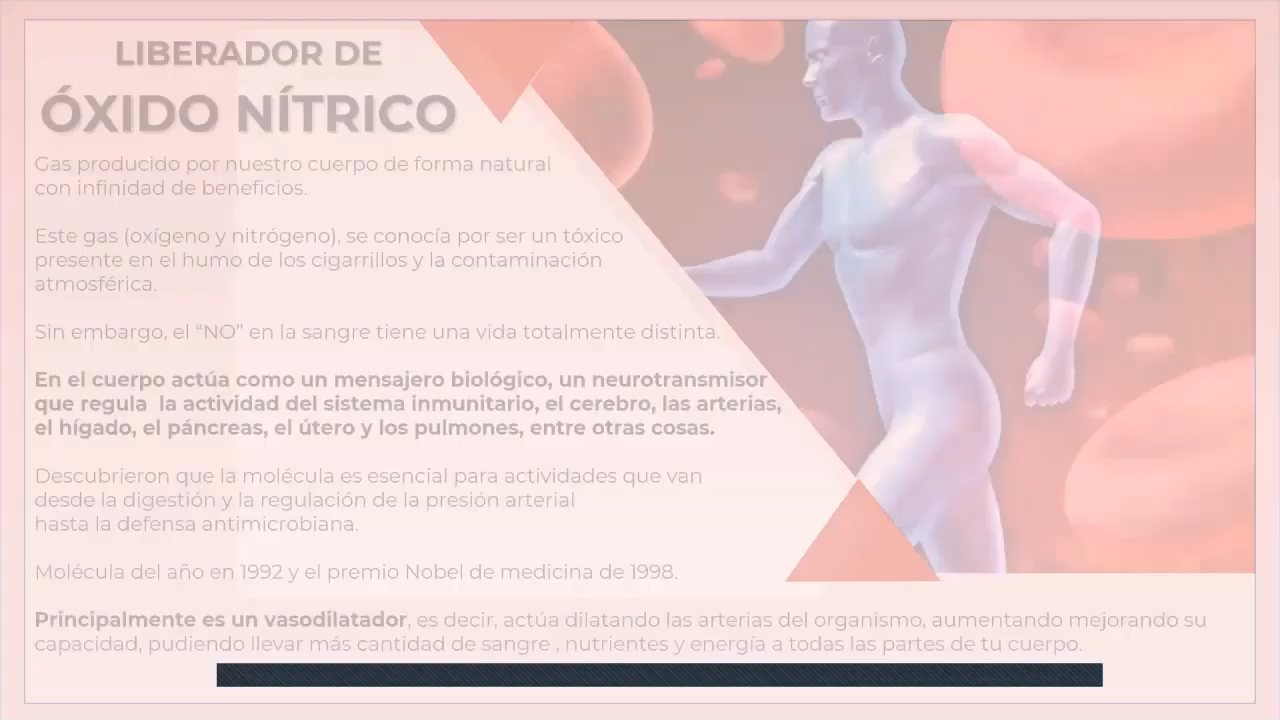 LIBERADOR DE
ÓXIDO NÍTRICO
Gas producido por nuestro cuerpo de forma natural
con infinidad de beneficios.
Este gas (oxígeno y nitrógeno), se conocía por ser un tóxico
presente en el humo de los cigarrillos y la contaminación
atmosférica.
Sin embargo, el “NO” en la sangre tiene una vida totalmente distinta.
En el cuerpo actúa como un mensajero biológico, un neurotransmisor
que regula  la actividad del sistema inmunitario, el cerebro, las arterias,
el hígado, el páncreas, el útero y los pulmones, entre otras cosas.
Descubrieron que la molécula es esencial para actividades que van
desde la digestión y la regulación de la presión arterial
hasta la defensa antimicrobiana.
Molécula del año en 1992 y el premio Nobel de medicina de 1998.
Principalmente es un vasodilatador, es decir, actúa dilatando las arterias del organismo, aumentando mejorando su
capacidad, pudiendo llevar más cantidad de sangre , nutrientes y energía a todas las partes de tu cuerpo.